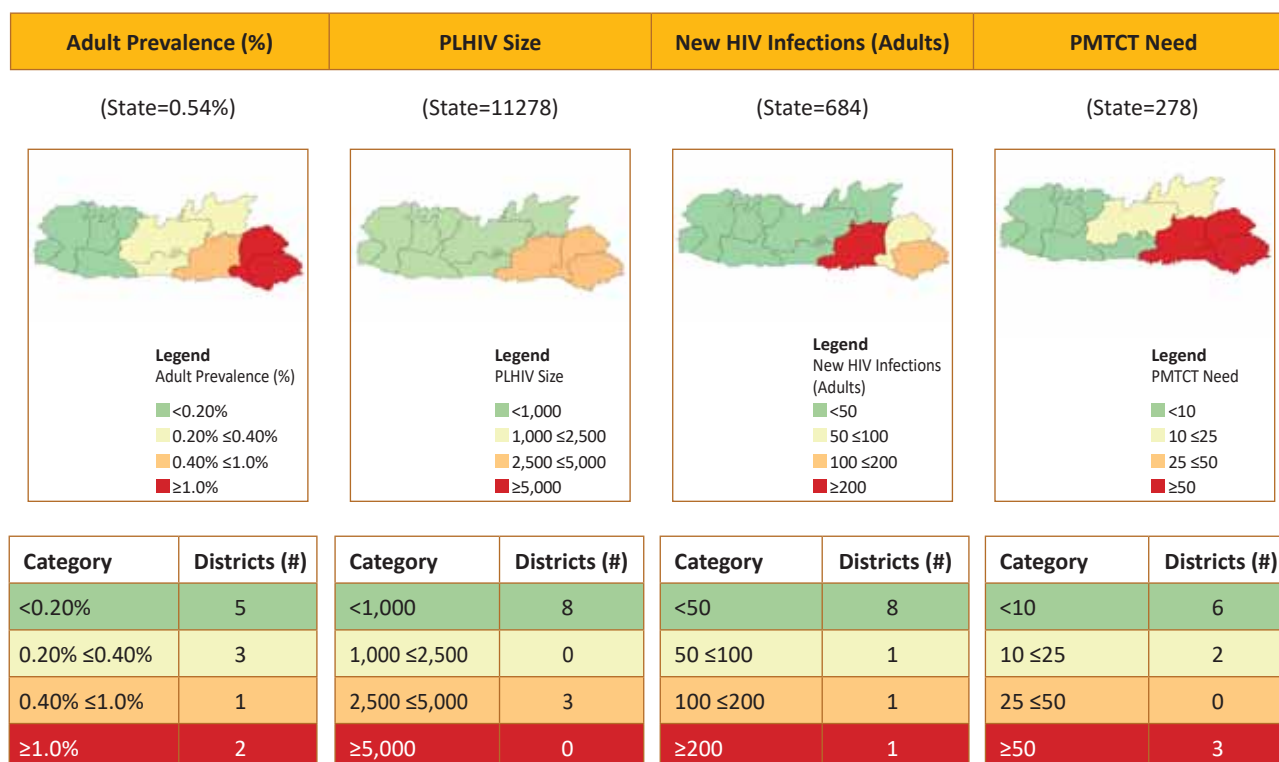 Adult Prevalence (%)
PLHIV Size
New HIV Infections (Adults)
PMTCT Need
(State=0.54%)
(State=11278)
(State=684)
(State=278)
Legend
Adult Prevalence (%)
<0.20%
0.20% ≤0.40%
0.40% ≤1.0%
≥1.0%
Legend
PLHIV Size
<1,000
1,000 ≤2,500
2,500 ≤5,000
≥5,000
Legend
New HIV Infections
(Adults)
<50
50 ≤100
100 ≤200
≥200
Legend
PMTCT Need
<10
10 ≤25
25 ≤50
≥50
Category Districts (#)
<0.20% 5
0.20% ≤0.40% 3
0.40% ≤1.0% 1
≥1.0% 2
Category Districts (#)
<1,000 8
1,000 ≤2,500 0
2,500 ≤5,000 3
≥5,000 0
Category Districts (#)
<50 8
50 ≤100 1
100 ≤200 1
≥200 1
Category Districts (#)
<10 6
10 ≤25 2
25 ≤50 0
≥50 3